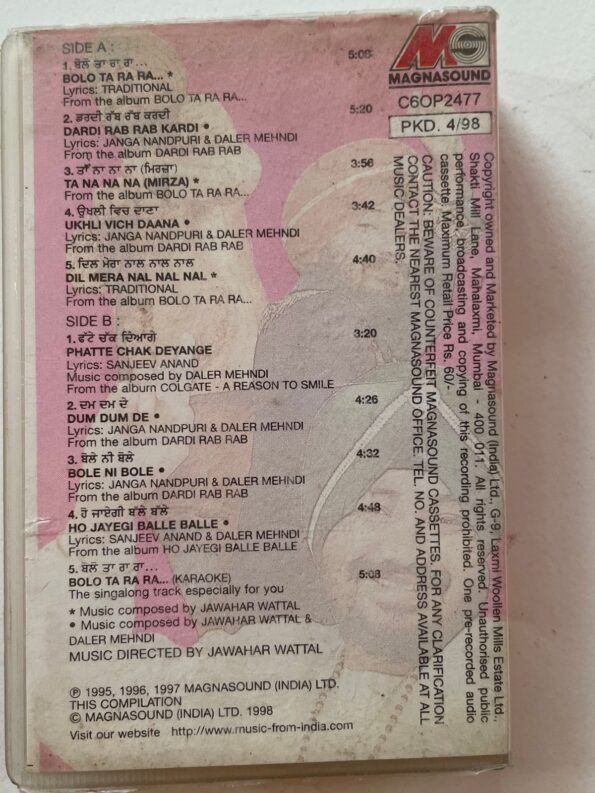 SIDE A :
1. ਬੋਲੋ ਤਾ ਰਾ ਰਾ... 5:08
BOLO TA RA RA... *
Lyrics: TRADITIONAL
From the album BOLO TA RA RA...
2. ਡਰਦੀ ਰੱਬ ਰੱਬ ਕਰਦੀ 5:20
DARDI RAB RAB KARDI •
Lyrics: JANGA NANDPURI & DALER MEHNDI
From the album DARDI RAB RAB
3. ਤਾੱ ਨਾ ਨਾ ਨਾ (ਮਿਰਜ਼ਾ) 3:56
TA NA NA NA (MIRZA) *
From the album BOLO TA RA RA...
4. ਉਖਲੀ ਵਿਚ ਦਾਣਾ 3:42
UKHLI VICH DAANA •
Lyrics: JANGA NANDPURI & DALER MEHNDI
From the album DARDI RAB RAB
5. ਦਿਲ ਮੇਰਾ ਨਾਲ ਨਾਲ ਨਾਲ 4:40
DIL MERA NAL NAL NAL *
Lyrics: TRADITIONAL
From the album BOLO TA RA RA...
SIDE B :
1. ਫੱਟੇ ਚੱਕ ਦਿਆਂਗੇ 3:20
PHATTE CHAK DEYANGE
Lyrics: SANJEEV ANAND
Music composed by DALER MEHNDI
From the album COLGATE - A REASON TO SMILE
2. ਦਮ ਦਮ ਦੇ 4:26
DUM DUM DE •
Lyrics: JANGA NANDPURI & DALER MEHNDI
From the album DARDI RAB RAB
3. ਬੋਲੇ ਨੀ ਬੋਲੇ 4:32
BOLE NI BOLE •
Lyrics: JANGA NANDPURI & DALER MEHNDI
From the album DARDI RAB RAB
4. ਹੋ ਜਾਏਗੀ ਬੱਲੇ ਬੱਲੇ 4:48
HO JAYEGI BALLE BALLE •
Lyrics: SANJEEV ANAND & DALER MEHNDI
From the album HO JAYEGI BALLE BALLE
5. ਬੋਲੋ ਤਾ ਰਾ ਰਾ... 5:08
BOLO TA RA RA... (KARAOKE)
The singalong track especially for you
* Music composed by JAWAHAR WATTAL
• Music composed by JAWAHAR WATTAL &
DALER MEHNDI
MUSIC DIRECTED BY JAWAHAR WATTAL
℗ 1995, 1996, 1997 MAGNASOUND (INDIA) LTD.
THIS COMPILATION
© MAGNASOUND (INDIA) LTD. 1998
Visit our website http://www.music-from-india.com
MAGNASOUND
C6OP2477
PKD. 4/98
Copyright owned and Marketed by Magnasound (India) Ltd., G-9, Laxmi Woollen Mills Estate Ltd.,
Shakti Mill Lane, Mahalaxmi, Mumbai - 400 011. All rights reserved. Unauthorised public
performance, broadcasting and copying of this recording prohibited. One pre-recorded audio
cassette. Maximum Retail Price Rs. 60/-
CAUTION: BEWARE OF COUNTERFEIT MAGNASOUND CASSETTES. FOR ANY CLARIFICATION
CONTACT THE NEAREST MAGNASOUND OFFICE. TEL. NO. AND ADDRESS AVAILABLE AT ALL
MUSIC DEALERS.